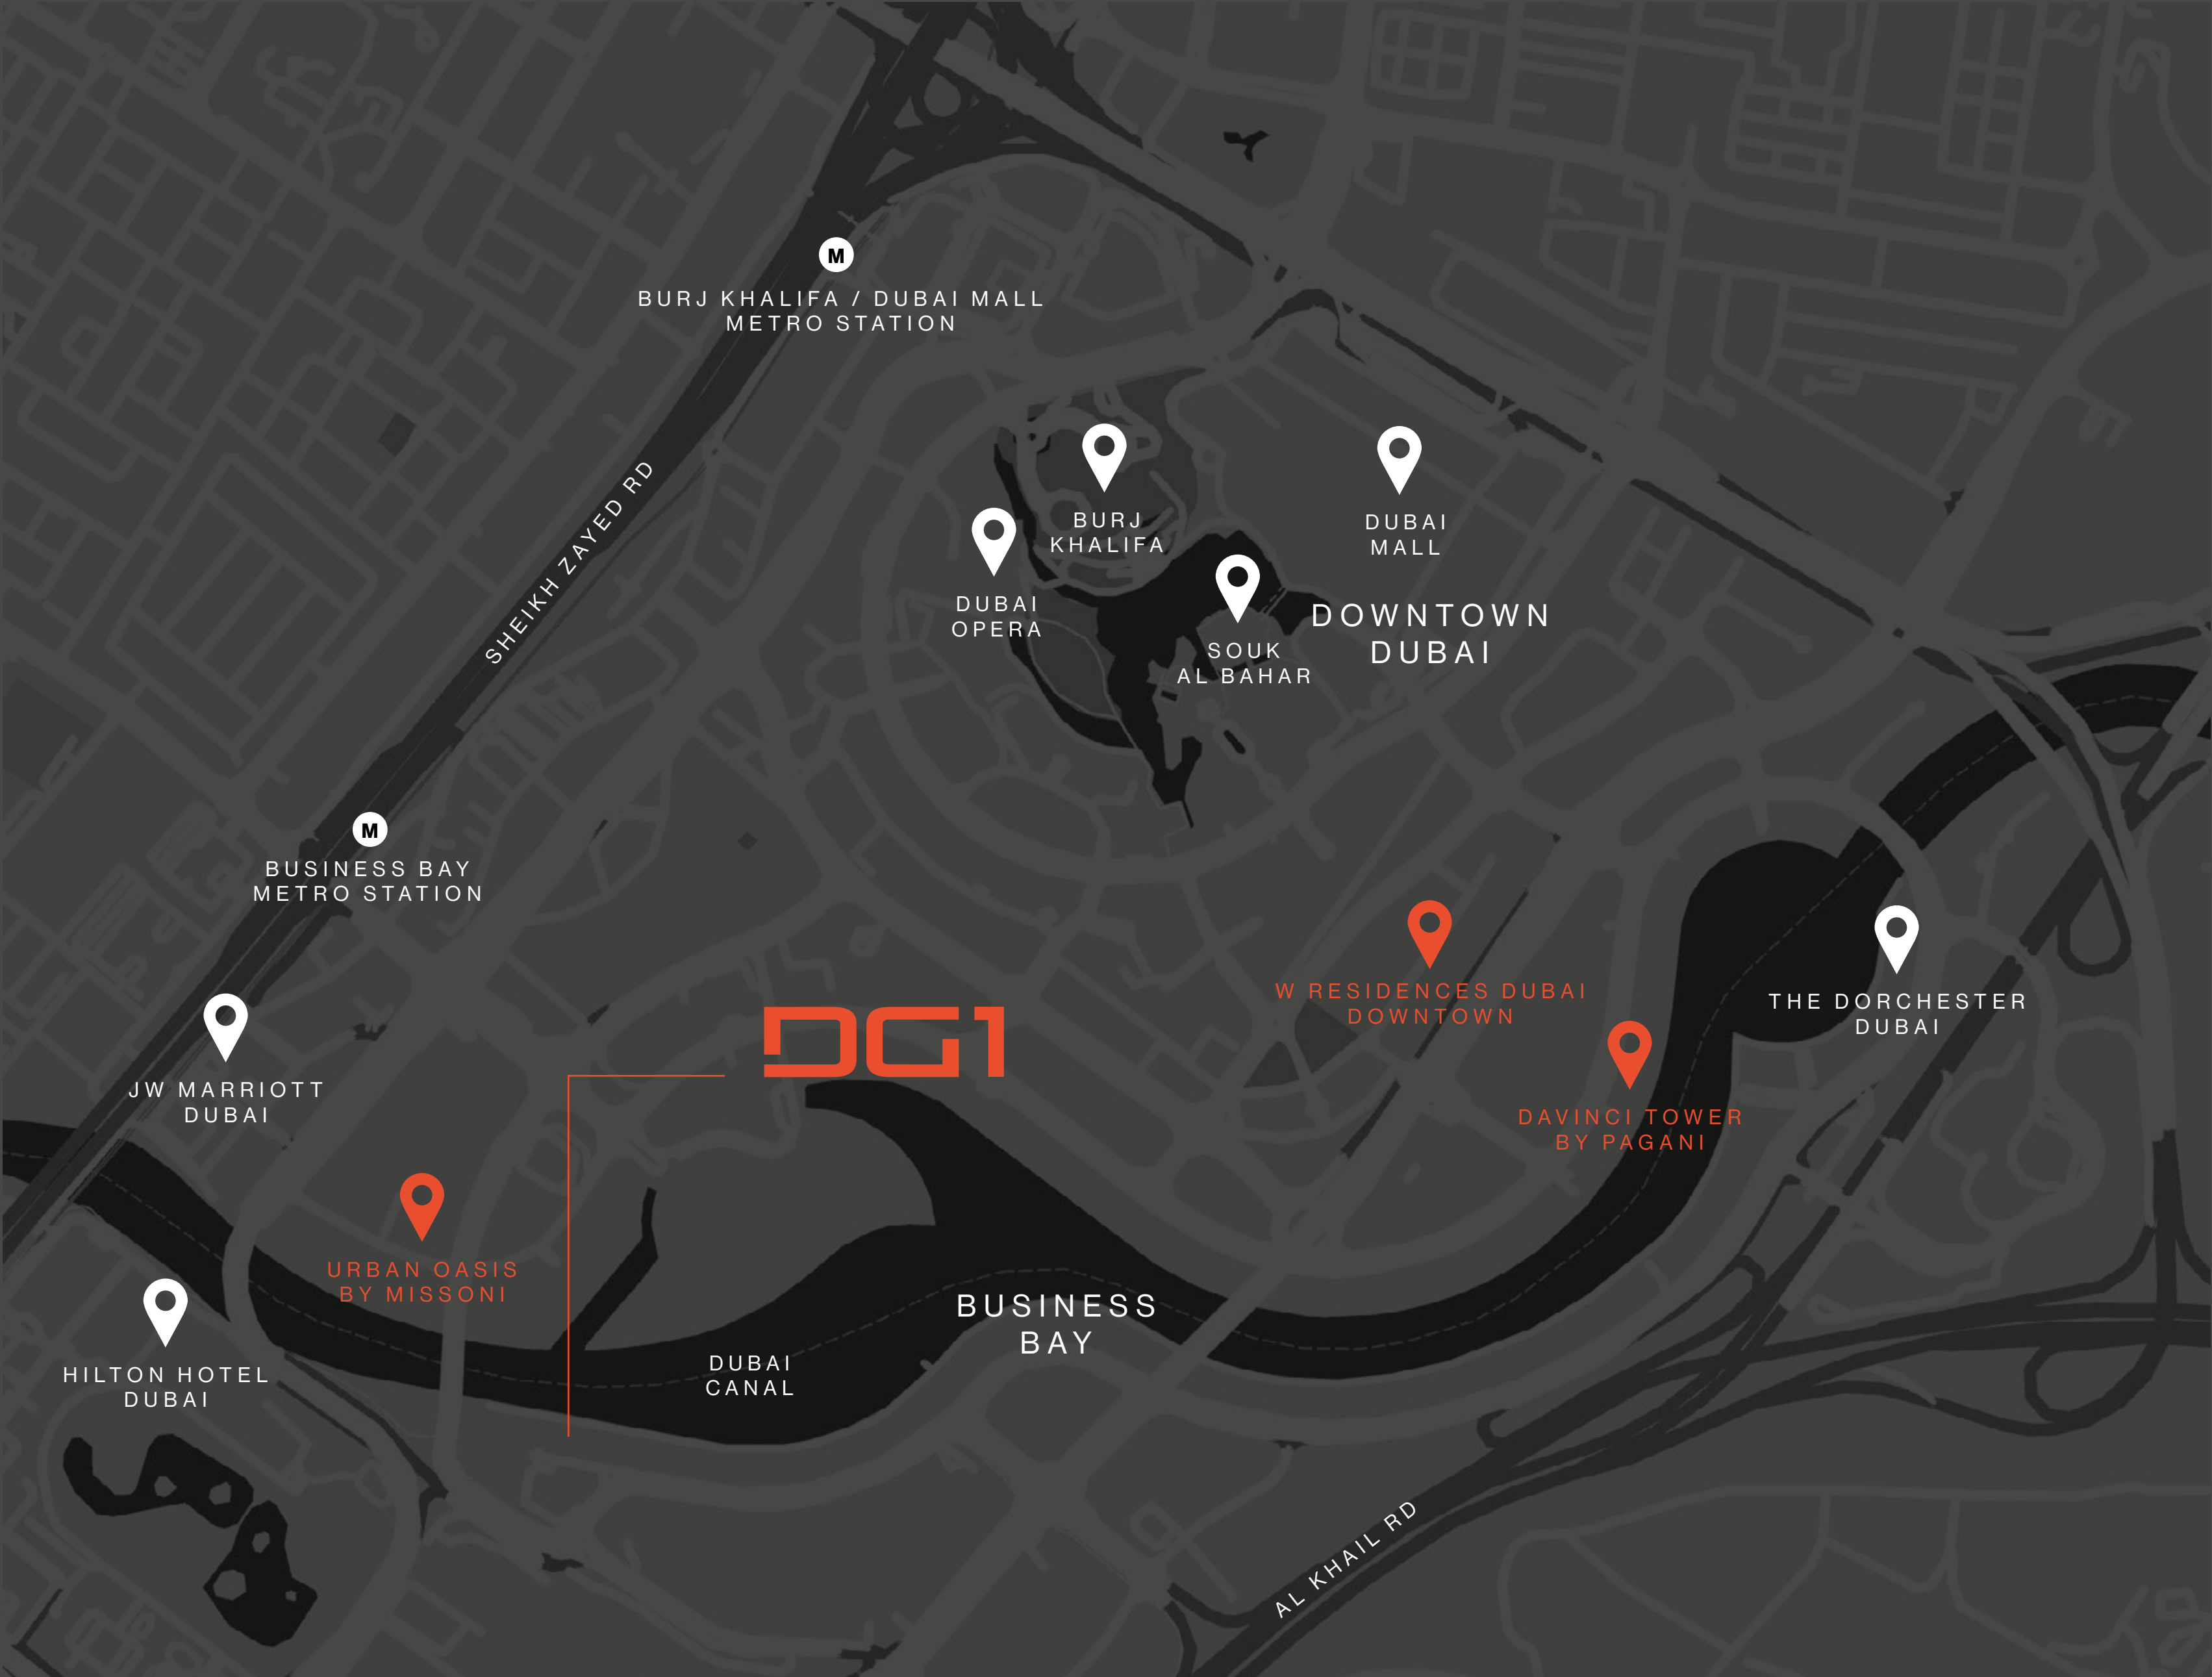 M
BURJ KHALIFA / DUBAI MALL
METRO STATION
SHEIKH ZAYED RD
BURJ
KHALIFA
DUBAI
MALL
DUBAI
OPERA
SOUK
AL BAHAR
DOWNTOWN
DUBAI
M
BUSINESS BAY
METRO STATION
W RESIDENCES DUBAI
DOWNTOWN
THE DORCHESTER
DUBAI
JW MARRIOTT
DUBAI
DG1
DAVINCI TOWER
BY PAGANI
URBAN OASIS
BY MISSONI
BUSINESS
BAY
HILTON HOTEL
DUBAI
DUBAI
CANAL
AL KHAIL RD